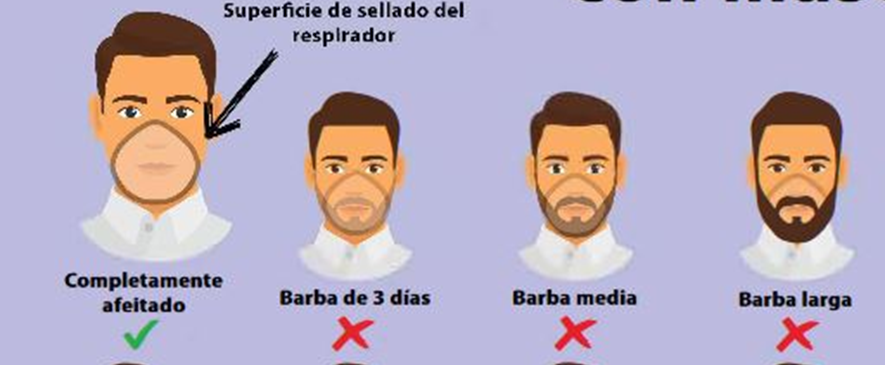 Superficie de sellado del
respirador
Completamente
afeitado
Barba de 3 días
Barba media
Barba larga